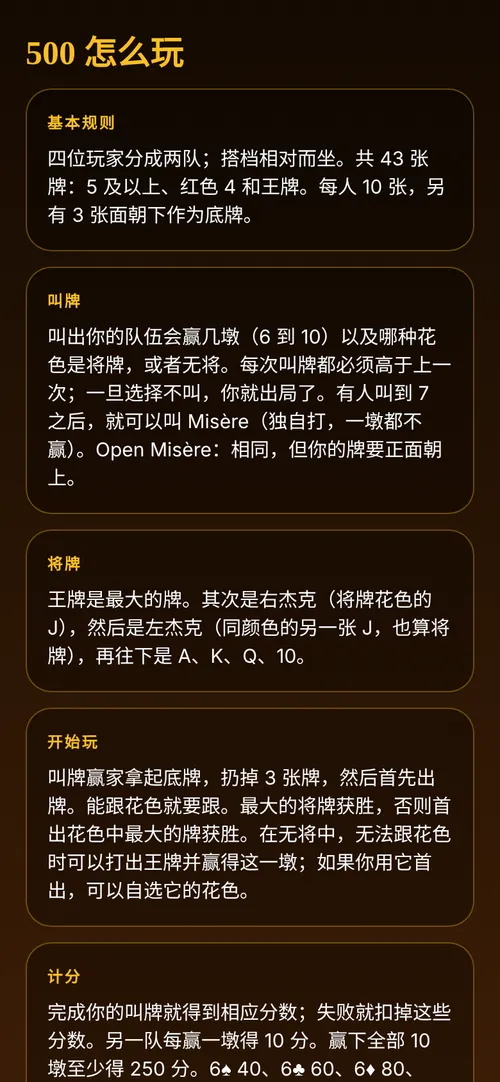 500 怎么玩
基本规则
四位玩家分成两队；搭档相对而坐。共 43 张
牌：5 及以上、红色 4 和王牌。每人 10 张，另
有 3 张面朝下作为底牌。
叫牌
叫出你的队伍会赢几墩（6 到 10）以及哪种花
色是将牌，或者无将。每次叫牌都必须高于上一
次；一旦选择不叫，你就出局了。有人叫到 7
之后，就可以叫 Misère（独自打，一墩都不
赢）。Open Misère：相同，但你的牌要正面朝
上。
将牌
王牌是最大的牌。其次是右杰克（将牌花色的
J），然后是左杰克（同颜色的另一张 J，也算将
牌），再往下是 A、K、Q、10。
开始玩
叫牌赢家拿起底牌，扔掉 3 张牌，然后首先出
牌。能跟花色就要跟。最大的将牌获胜，否则首
出花色中最大的牌获胜。在无将中，无法跟花色
时可以打出王牌并赢得这一墩；如果你用它首
出，可以自选它的花色。
计分
完成你的叫牌就得到相应分数；失败就扣掉这些
分数。另一队每赢一墩得 10 分。赢下全部 10
墩至少得 250 分。6♠ 40、6♣ 60、6♦ 80、